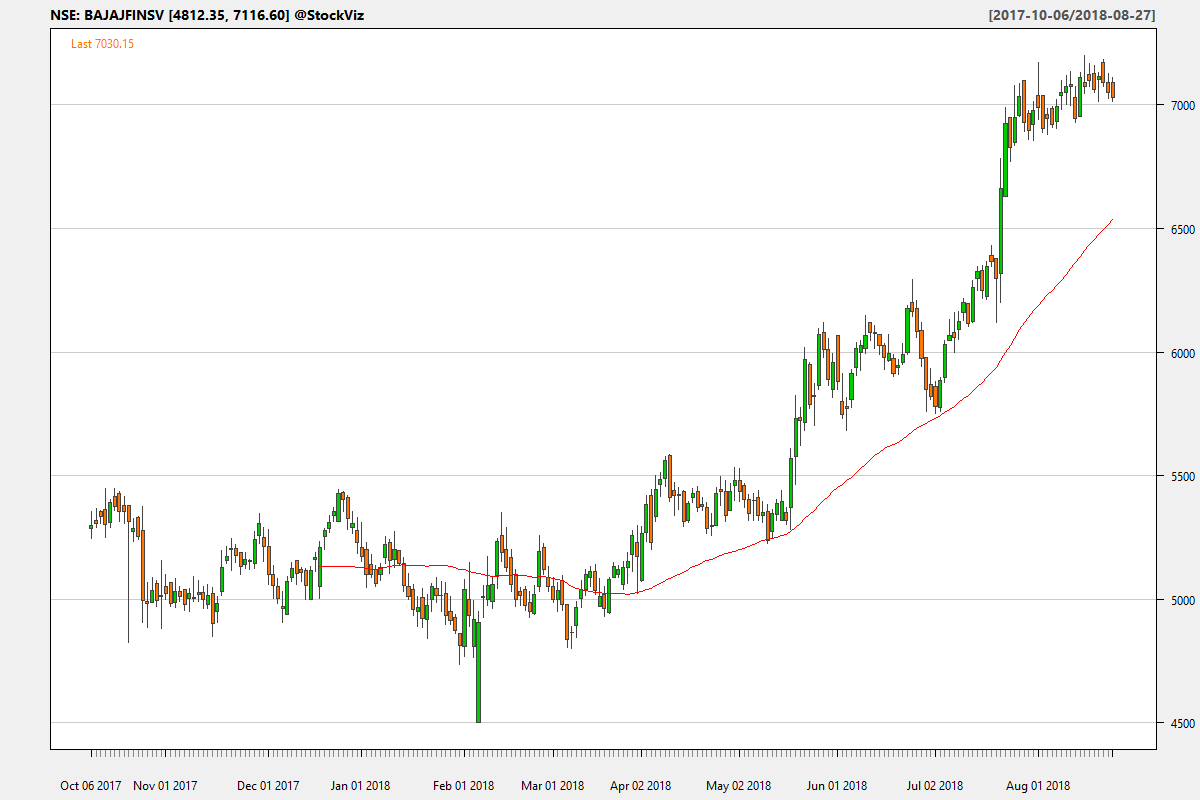 NSE: BAJAJFINSV [4812.35, 7116.60] @StockViz
[2017-10-06/2018-08-27]
Last 7030.15
7000
6500
6000
5500
5000
4500
Oct 06 2017 Nov 01 2017 Dec 01 2017 Jan 01 2018 Feb 01 2018 Mar 01 2018 Apr 02 2018 May 02 2018 Jun 01 2018 Jul 02 2018 Aug 01 2018